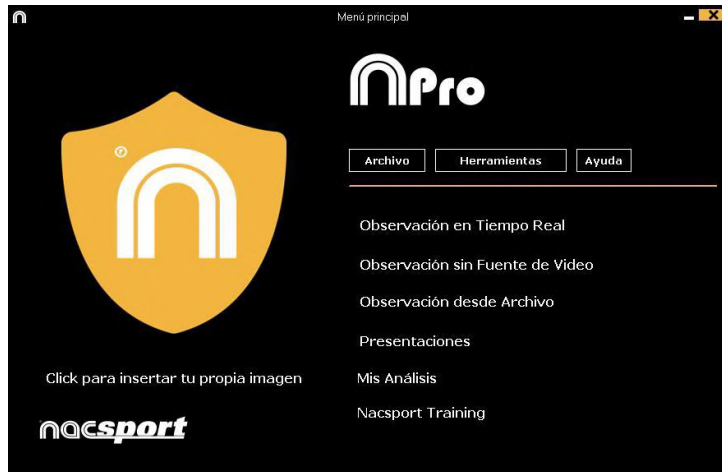 Menú principal
nPro
Archivo Herramientas Ayuda
Observación en Tiempo Real
Observación sin Fuente de Video
Observación desde Archivo
Presentaciones
Click para insertar tu propia imagen
Mis Análisis
Nacsport Training
nacsport